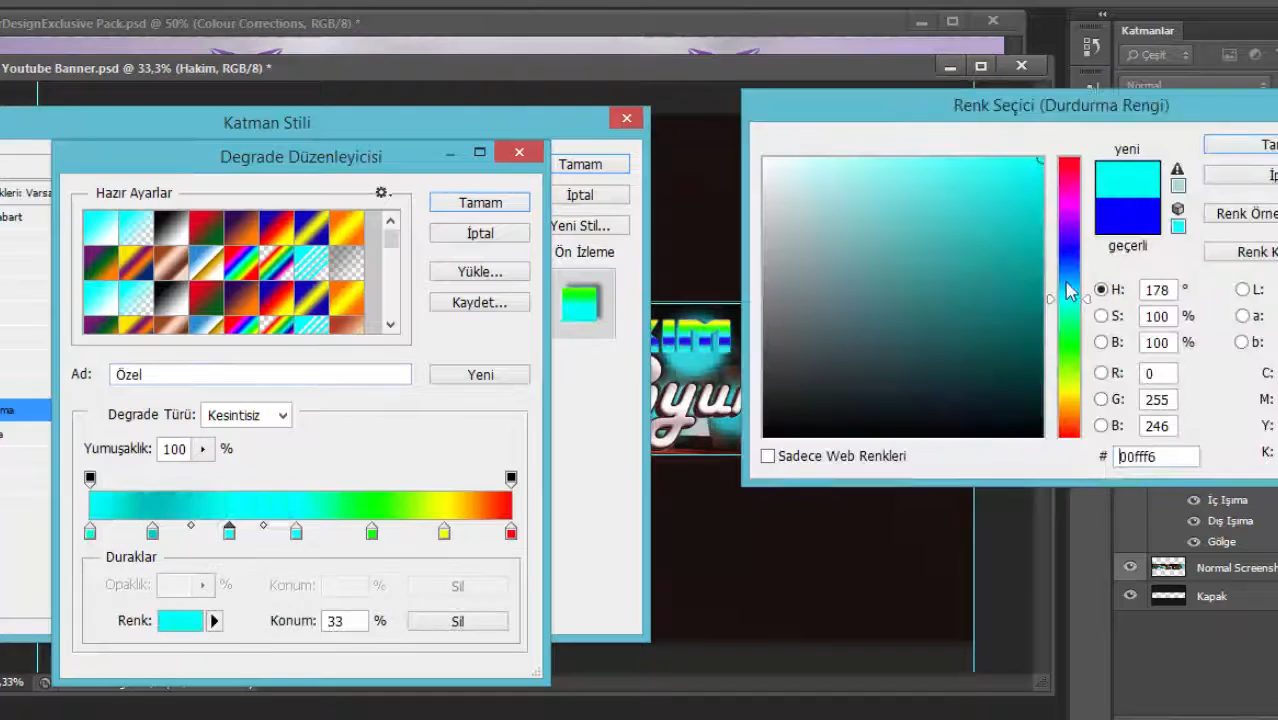 rDesignExclusive Pack.psd @ 50% (Colour Corrections, RGB/8) *
Youtube Banner.psd @ 33,3% (Hakim, RGB/8) *
Katmanlar
Çeşit
Normal
Katman Stili
Tamam
İptal
Yeni Stil...
Ön İzleme
Degrade Düzenleyicisi
Hazır Ayarlar
Tamam
İptal
Yükle...
Kaydet...
Ad: Özel
Yeni
Degrade Türü: Kesintisiz
Yumuşaklık: 100 %
Duraklar
Opaklık: %
Konum: %
Sil
Renk:
Konum: 33 %
Sil
Renk Seçici (Durdurma Rengi)
yeni
geçerli
Renk Örne
Renk K
H: 178 °
S: 100 %
B: 100 %
R: 0
G: 255
B: 246
L:
a:
b:
C:
M:
Y:
K:
# 00fff6
Sadece Web Renkleri
İç Işıma
Dış Işıma
Gölge
Normal Screensh
Kapak